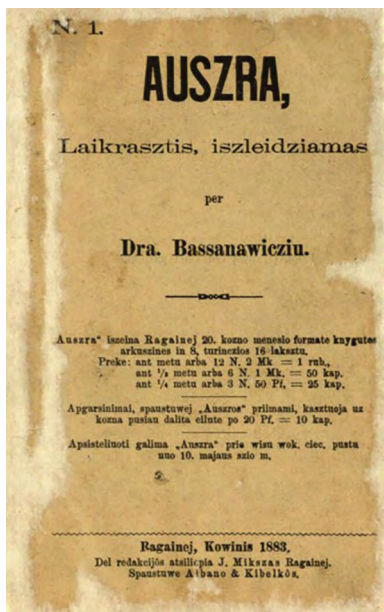 N. 1.
AUSZRA,
Laikrasztis, iszleidziamas
per
Dra. Bassanawicziu.
Auszra“ iszeina Ragainej 20. kozno menesio formate knygutes
arkuszines in 8, turinczios 16 laksztu.
Preke: ant metu arba 12 N. 2 Mk. = 1 rub.,
ant 1/2 metu arba 6 N. 1 Mk. = 50 kap.
ant 1/4 metu arba 3 N. 50 Pf. = 25 kap.
Apgarsinimai, spaustuwej „Auszros“ priimami, kasztuoja uz
kozna pusiau dalita eilute po 20 Pf. = 10 kap.
Apsisteliuoti galima „Auszra“ prie wisu wok. ciec. pusta
nuo 10. majaus szio m.
Ragainej, Kowinis 1883.
Del redakcijôs atsiliepia J. Mikszas Ragainej.
Spaustuwe Albano & Kibelkôs.